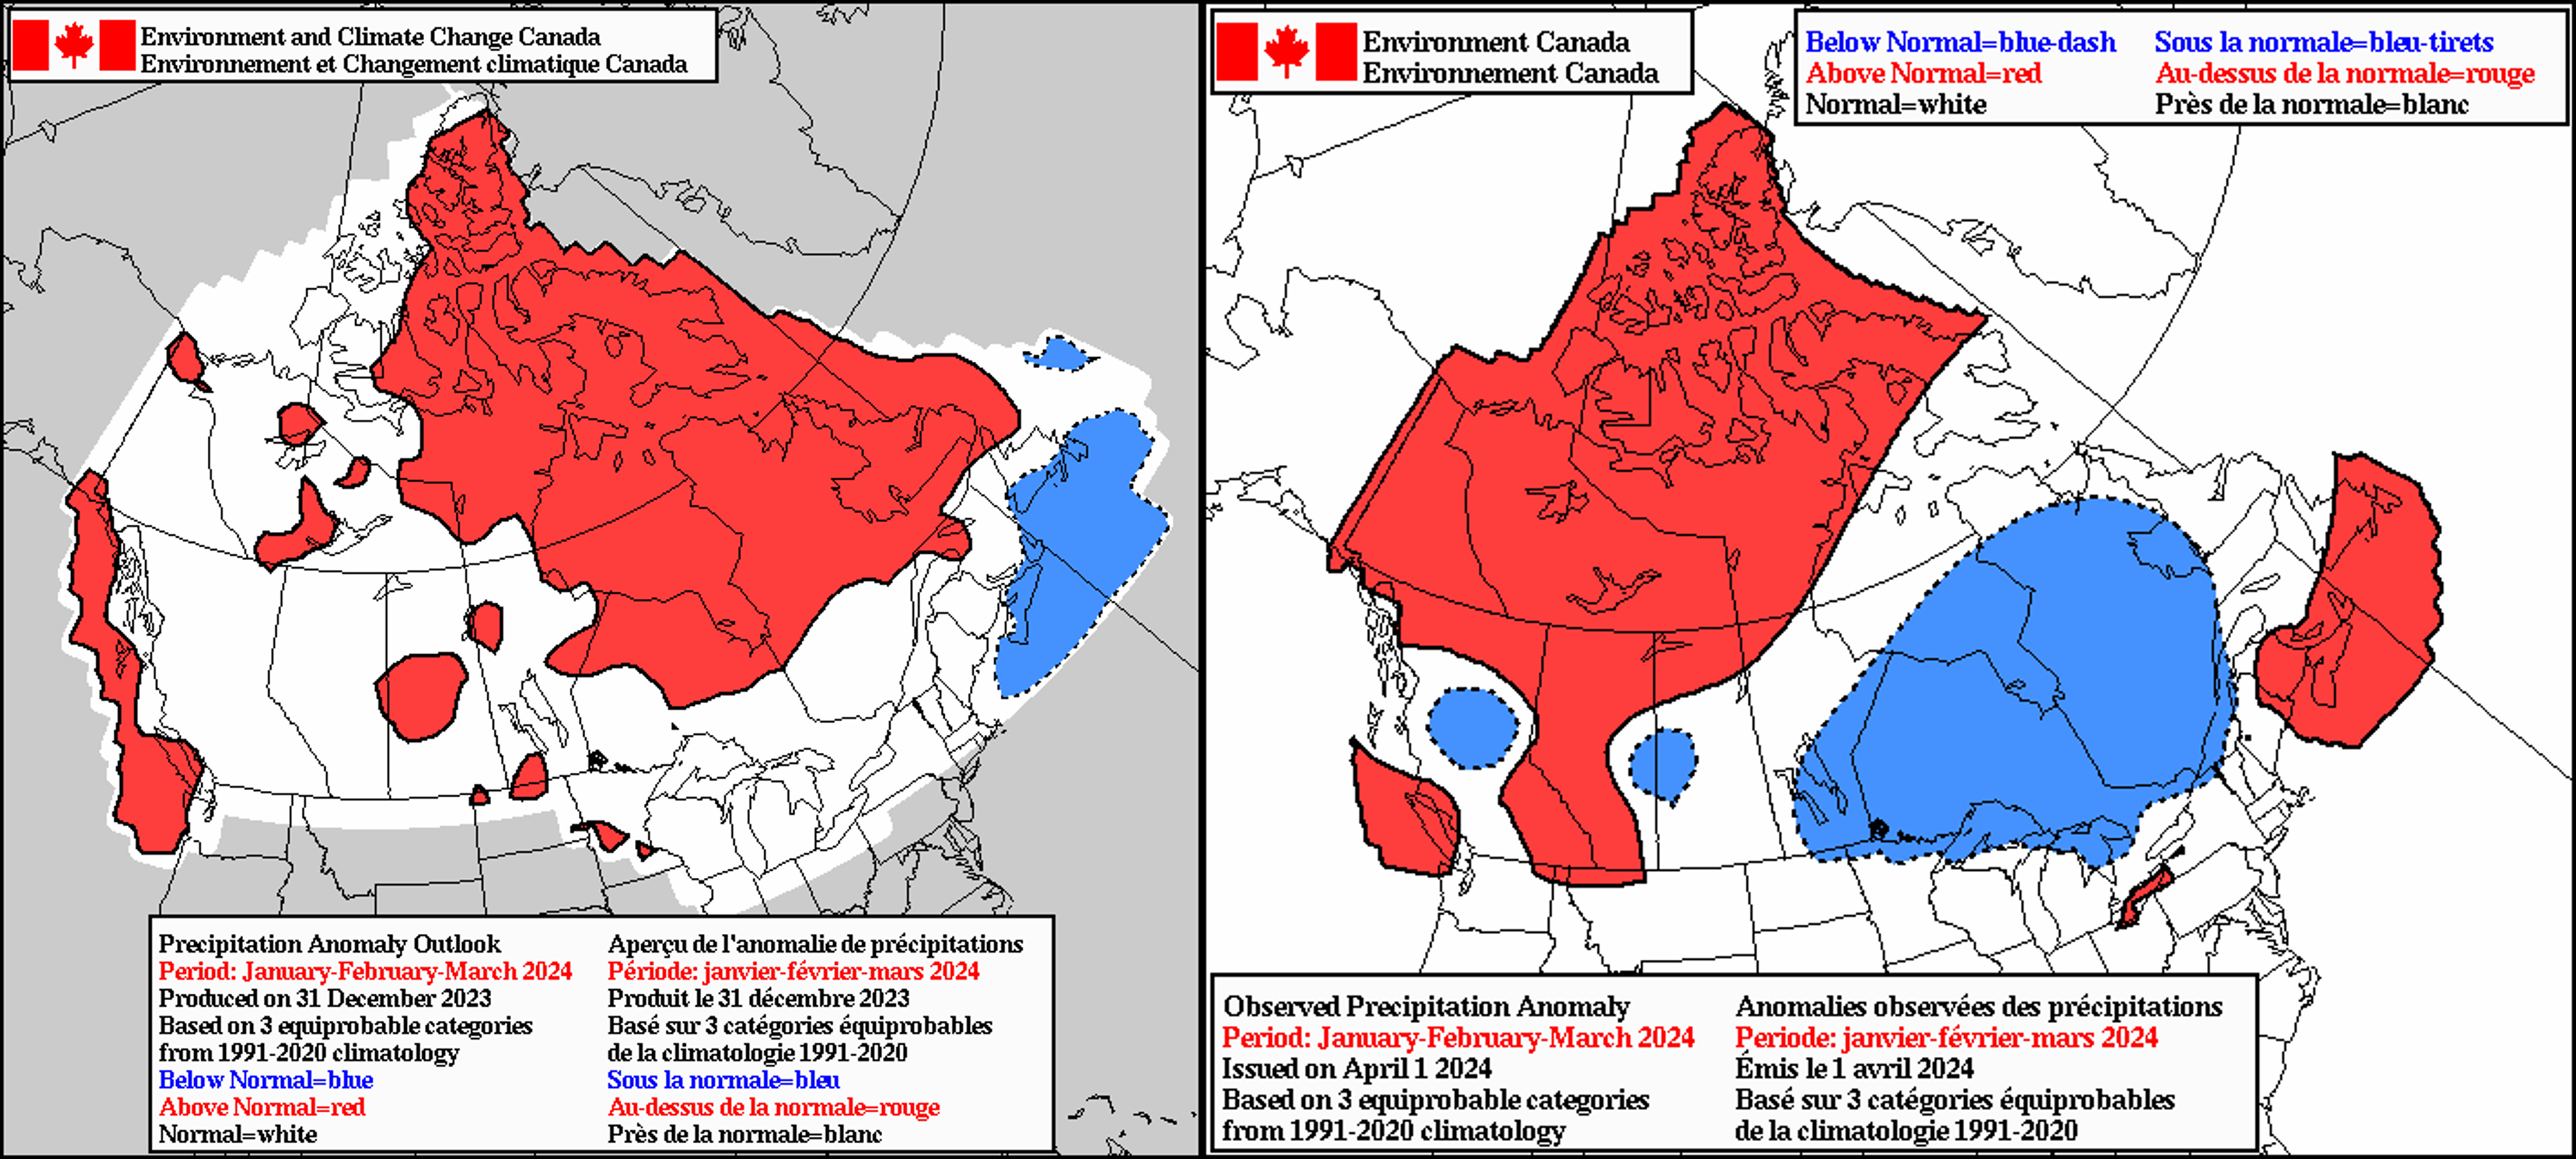 Environment and Climate Change Canada
Environnement et Changement climatique Canada
Precipitation Anomaly Outlook
Period: January-February-March 2024
Produced on 31 December 2023
Based on 3 equiprobable categories
from 1991-2020 climatology
Below Normal=blue
Above Normal=red
Normal=white
Aperçu de l'anomalie de précipitations
Période: janvier-février-mars 2024
Produit le 31 décembre 2023
Basé sur 3 catégories équiprobables
de la climatologie 1991-2020
Sous la normale=bleu
Au-dessus de la normale=rouge
Près de la normale=blanc
Environment Canada
Environnement Canada
Below Normal=blue-dash
Above Normal=red
Normal=white
Sous la normale=bleu-tirets
Au-dessus de la normale=rouge
Près de la normale=blanc
Observed Precipitation Anomaly
Period: January-February-March 2024
Issued on April 1 2024
Based on 3 equiprobable categories
from 1991-2020 climatology
Anomalies observées des précipitations
Periode: janvier-février-mars 2024
Émis le 1 avril 2024
Basé sur 3 catégories équiprobables
de la climatologie 1991-2020